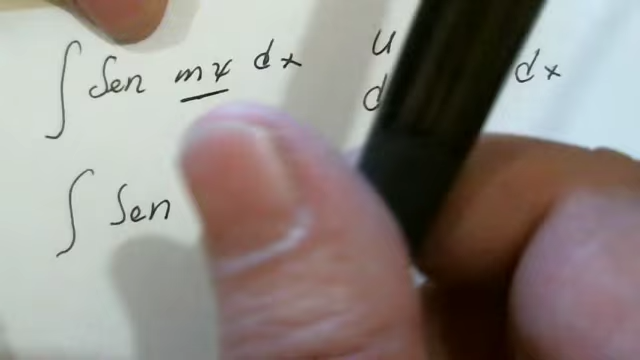 ∫ Sen mx dx u dx
d
∫ Sen